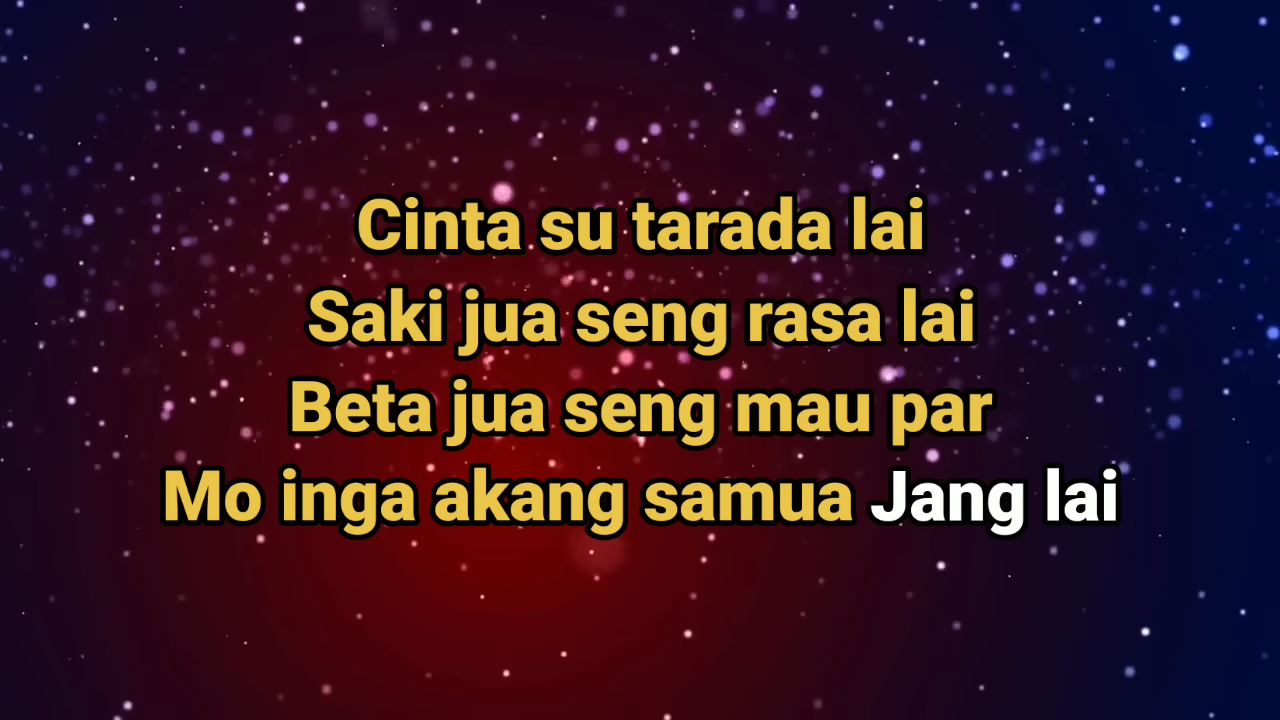 Cinta su tarada lai
Saki jua seng rasa lai
Beta jua seng mau par
Mo inga akang samua Jang lai